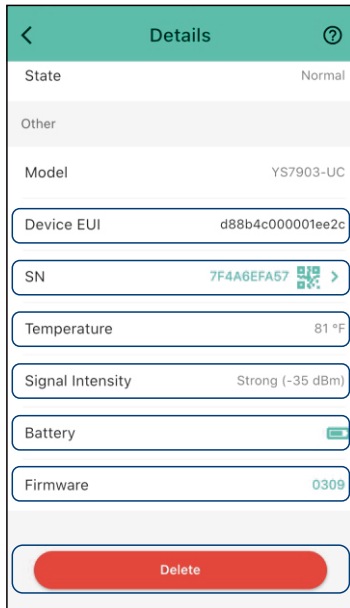 Details
State Normal
Other
Model YS7903-UC
Device EUI d88b4c000001ee2c
SN 7F4A6EFA57
Temperature 81 °F
Signal Intensity Strong (-35 dBm)
Battery
Firmware 0309
Delete